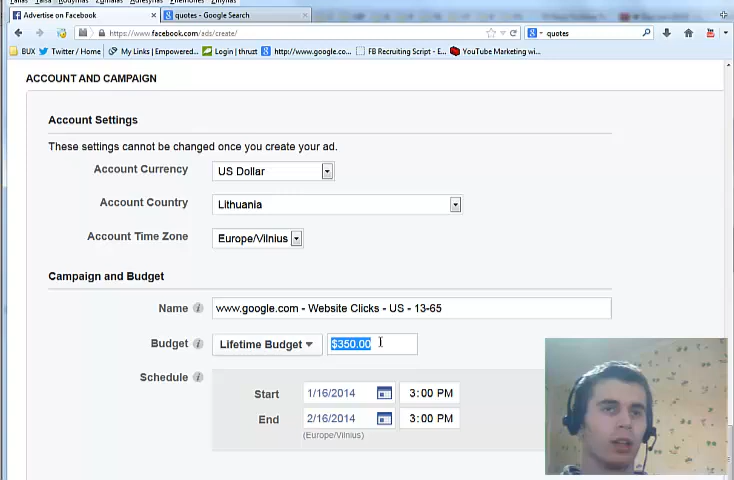 Advertise on Facebook
quotes - Google Search
https://www.facebook.com/ads/create/
quotes
BUX
Twitter / Home
My Links | Empowered...
Login | thrust
http://www.google.co...
FB Recruiting Script - E...
YouTube Marketing wi...
ACCOUNT AND CAMPAIGN
Account Settings
These settings cannot be changed once you create your ad.
Account Currency
US Dollar
Account Country
Lithuania
Account Time Zone
Europe/Vilnius
Campaign and Budget
Name
www.google.com - Website Clicks - US - 13-65
Budget
Lifetime Budget
$350.00
Schedule
Start
1/16/2014
3:00 PM
End
2/16/2014
3:00 PM
(Europe/Vilnius)